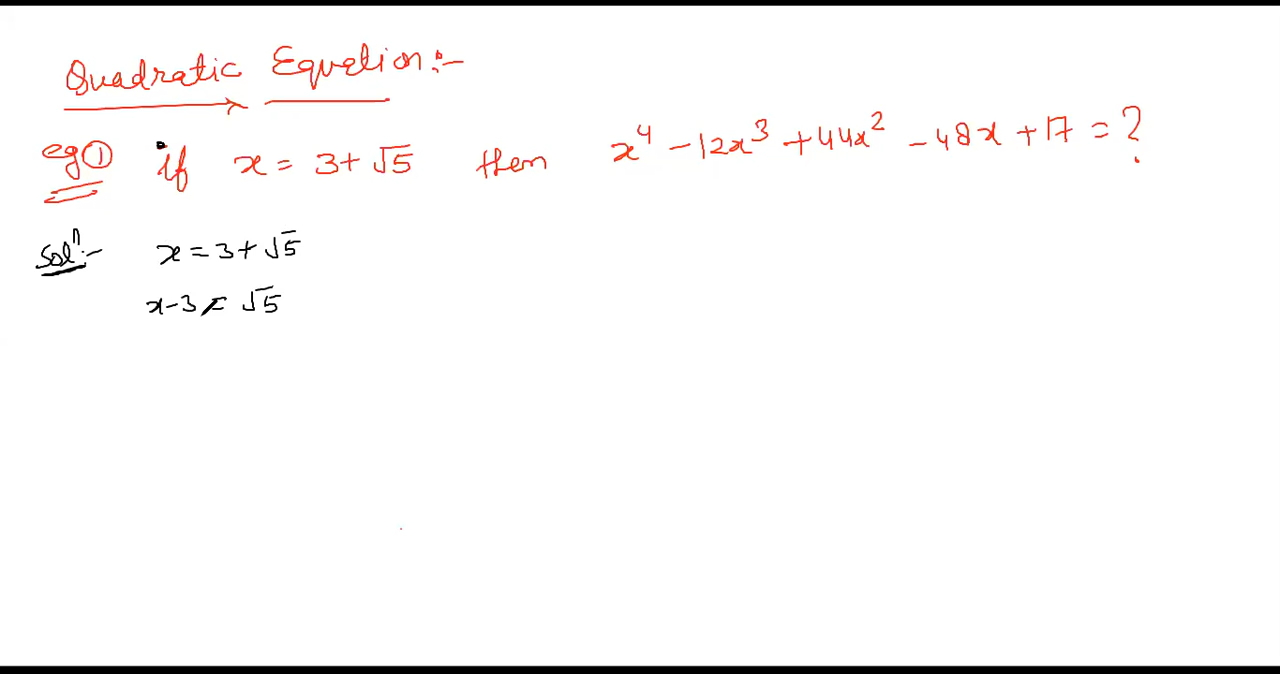 Quadratic Equation:-
eg① if x = 3 + √5 then x⁴ - 12x³ + 44x² - 48x + 17 = ?
Solⁿ:- x = 3 + √5
x - 3 = √5